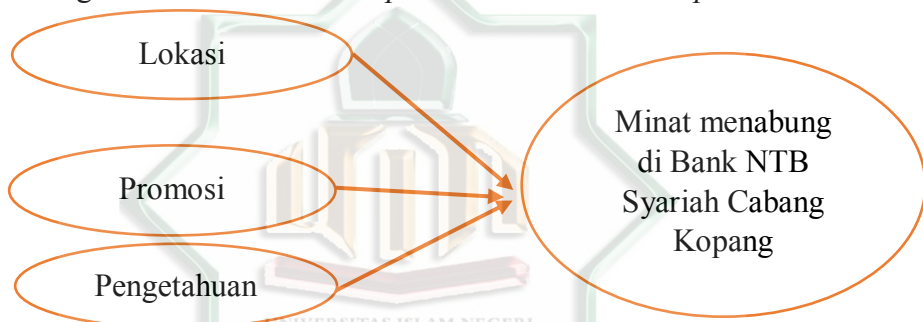 Lokasi
Promosi
Pengetahuan
Minat menabung
di Bank NTB
Syariah Cabang
Kopang